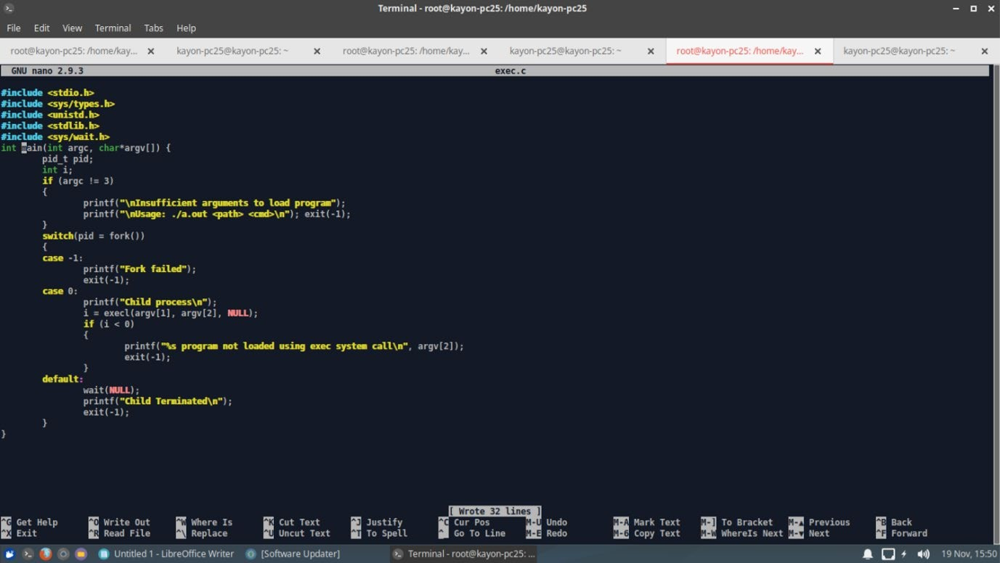 Terminal - root@kayon-pc25: /home/kayon-pc25
File Edit View Terminal Tabs Help
root@kayon-pc25: /home/kay... kayon-pc25@kayon-pc25: ~ root@kayon-pc25: /home/kay... kayon-pc25@kayon-pc25: ~ root@kayon-pc25: /home/kay... kayon-pc25@kayon-pc25: ~
GNU nano 2.9.3 exec.c
#include <stdio.h>
#include <sys/types.h>
#include <unistd.h>
#include <stdlib.h>
#include <sys/wait.h>
int main(int argc, char*argv[]) {
        pid_t pid;
        int i;
        if (argc != 3)
        {
                printf("\nInsufficient arguments to load program");
                printf("\nUsage: ./a.out <path> <cmd>\n"); exit(-1);
        }
        switch(pid = fork())
        {
        case -1:
                printf("Fork failed");
                exit(-1);
        case 0:
                printf("Child process\n");
                i = execl(argv[1], argv[2], NULL);
                if (i < 0)
                {
                        printf("%s program not loaded using exec system call\n", argv[2]);
                        exit(-1);
                }
        default:
                wait(NULL);
                printf("Child Terminated\n");
                exit(-1);
        }
}
[ Wrote 32 lines ]
^G Get Help ^O Write Out ^W Where Is ^K Cut Text ^J Justify ^C Cur Pos M-U Undo M-A Mark Text M-] To Bracket M-▲ Previous ^B Back
^X Exit ^R Read File ^\ Replace ^U Uncut Text ^T To Spell ^_ Go To Line M-E Redo M-6 Copy Text M-W WhereIs Next M-▼ Next ^F Forward
Untitled 1 - LibreOffice Writer [Software Updater] Terminal - root@kayon-pc25: ... 19 Nov, 15:50